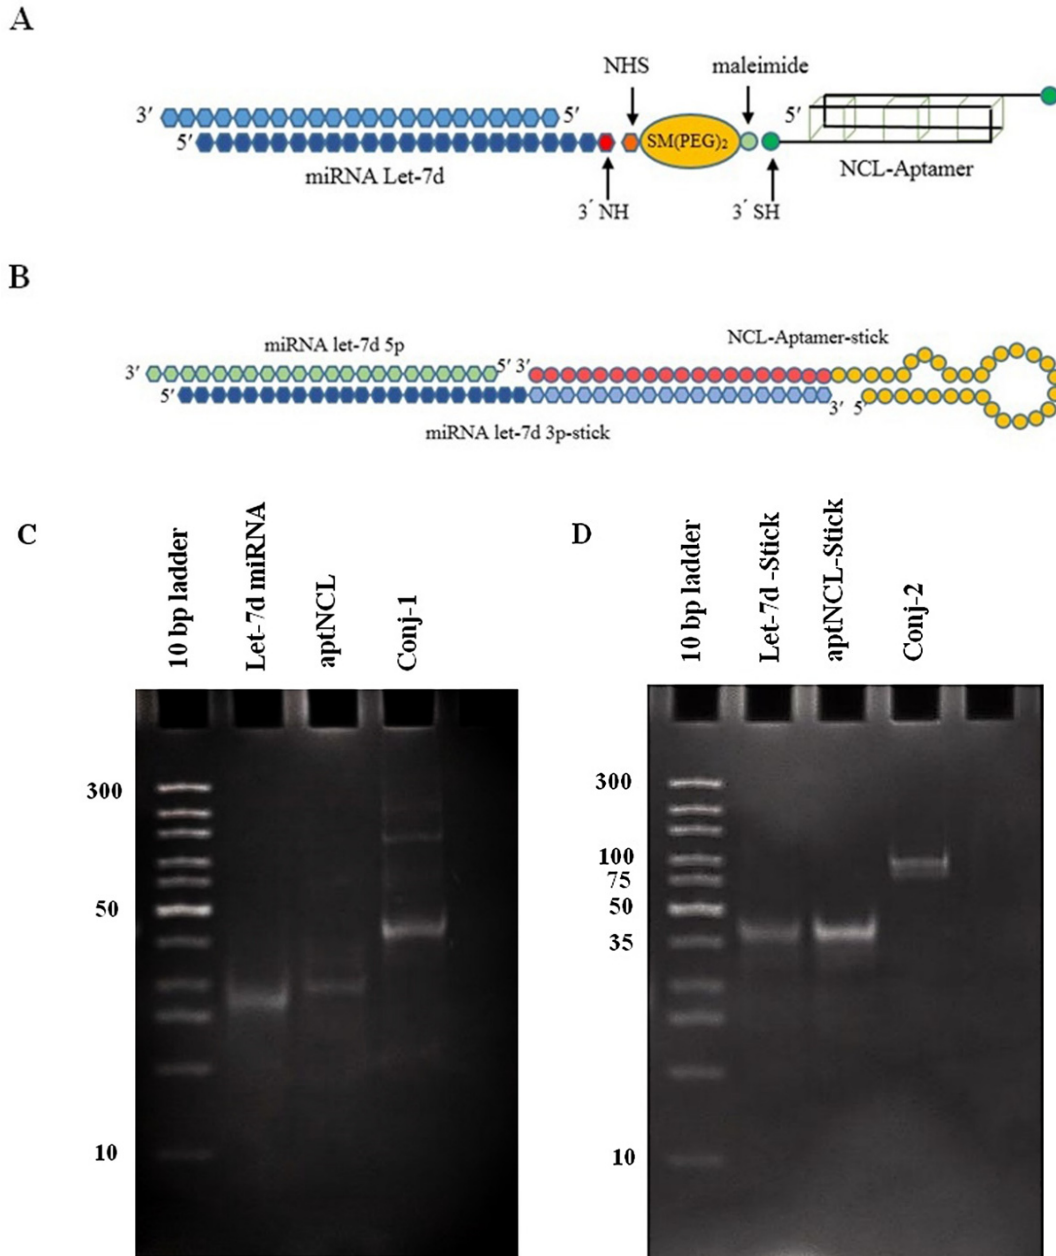 A
NHS
maleimide
3′
5′
5′
5′
SM(PEG)2
miRNA Let-7d
NCL-Aptamer
3′ NH
3′ SH
B
miRNA let-7d 5p
NCL-Aptamer-stick
3′
5′
3′
5′
3′
5′
miRNA let-7d 3p-stick
C
10 bp ladder
Let-7d miRNA
aptNCL
Conj-1
300
50
10
D
10 bp ladder
Let-7d -Stick
aptNCL-Stick
Conj-2
300
100
75
50
35
10